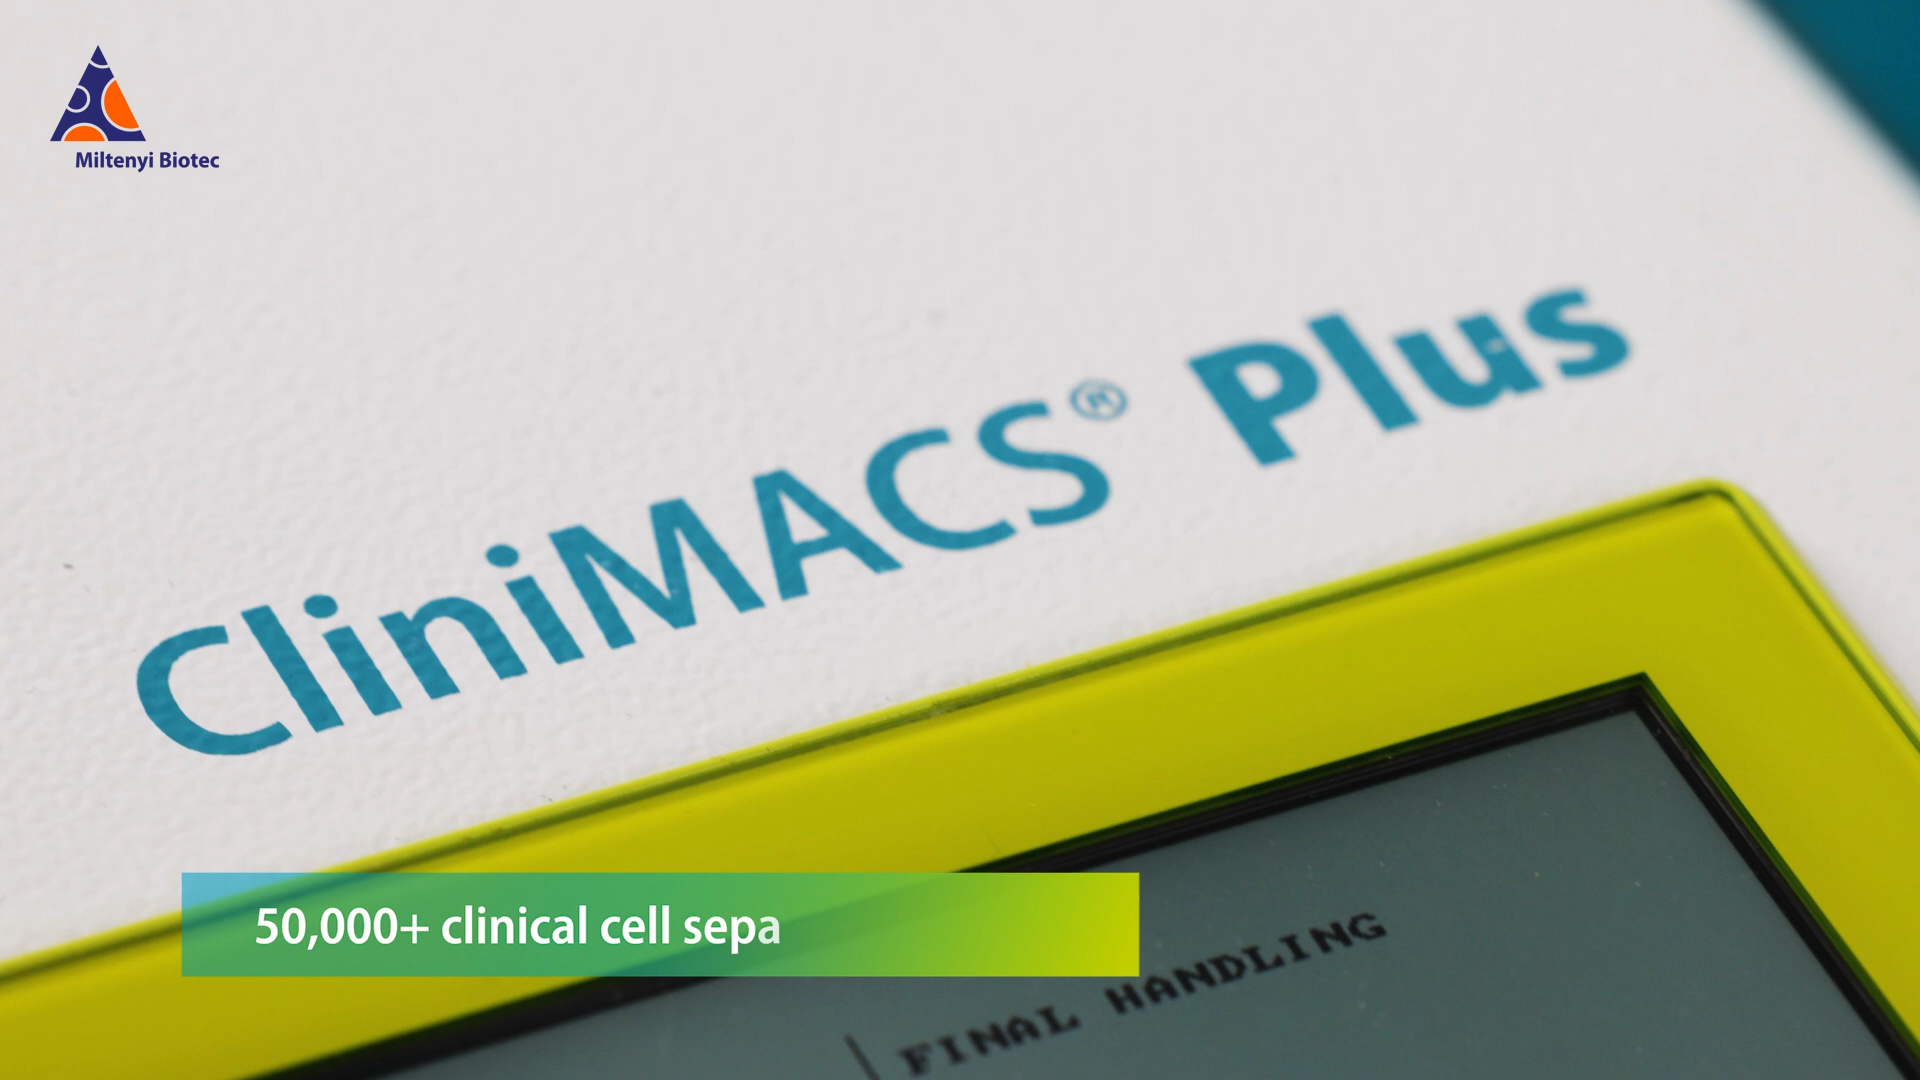 Miltenyi Biotec
CliniMACS® Plus
50,000+ clinical cell sepa
FINAL HANDLING